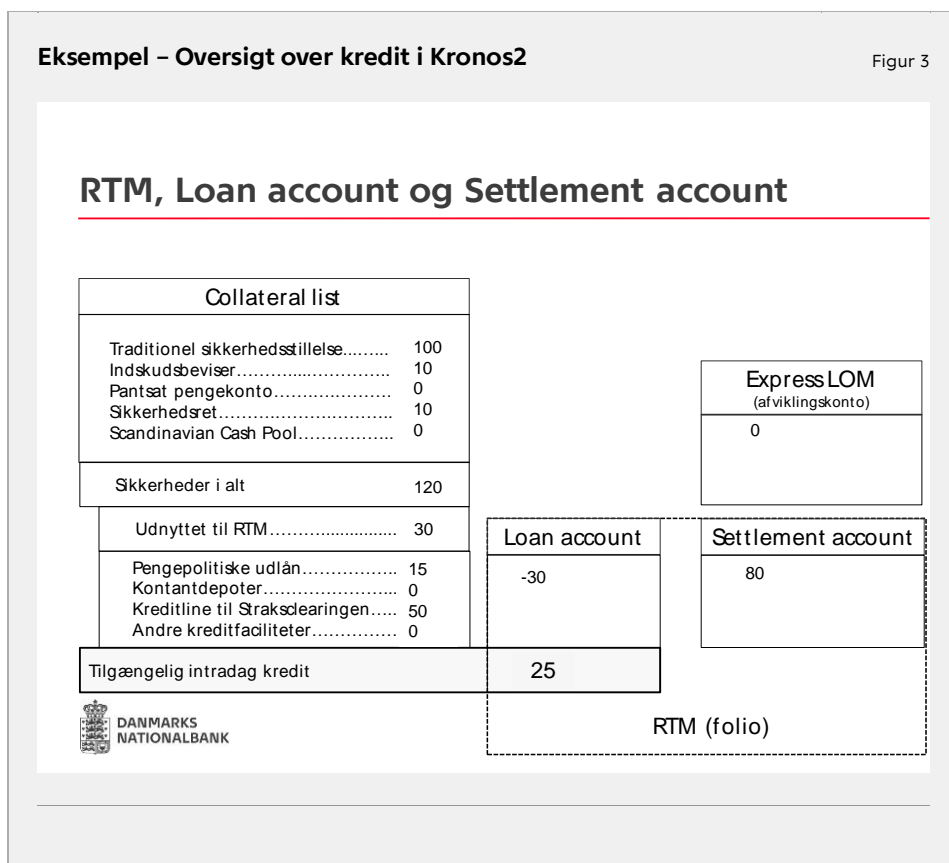 Eksempel – Oversigt over kredit i Kronos2
Figur 3
RTM, Loan account og Settlement account
Collateral list
Traditionel sikkerhedsstillelse......... 100
Indskudsbeviser………....………….. 10
Pantsat pengekonto…….….………. 0
Sikkerhedsret……….……….……….. 10
Scandinavian Cash Pool…………….. 0
Sikkerheder i alt 120
Udnyttet til RTM………............... 30
Pengepolitiske udlån…………….. 15
Kontantdepoter…………………... 0
Kreditline til Straksclearingen….. 50
Andre kreditfaciliteter…………… 0
Tilgængelig intradag kredit 25
Express LOM
(afviklingskonto)
0
Loan account
-30
Settlement account
80
RTM (folio)
DANMARKS
NATIONALBANK